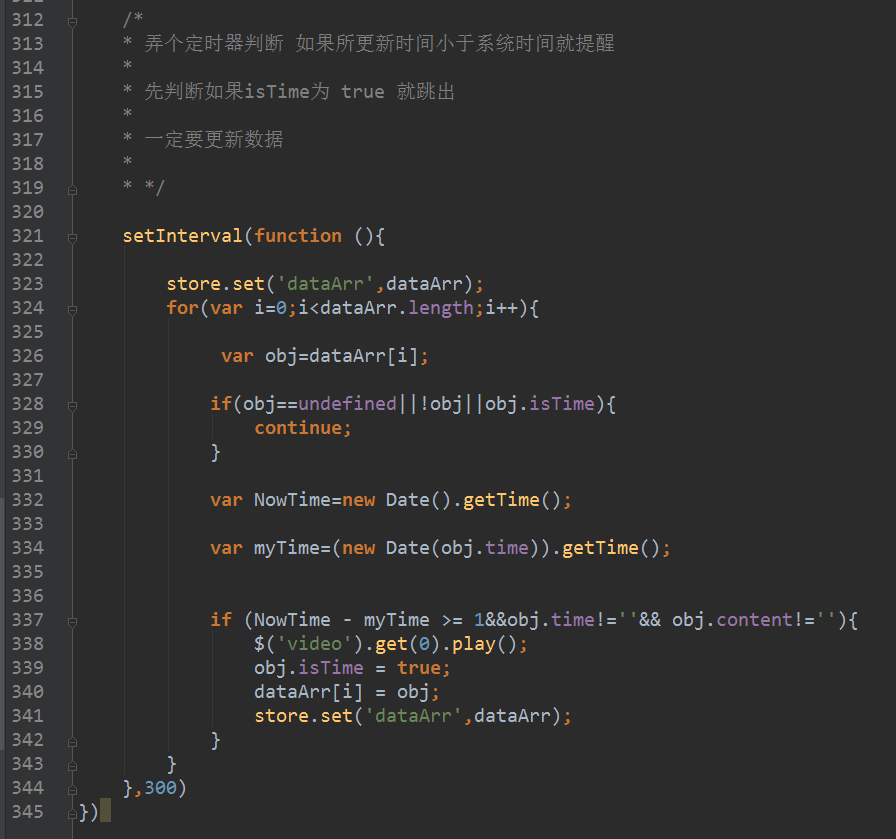 312 /*
313 * 弄个定时器判断 如果所更新时间小于系统时间就提醒
314 *
315 * 先判断如果isTime为 true 就跳出
316 *
317 * 一定要更新数据
318 *
319 * */
320
321 setInterval(function (){
322
323 store.set('dataArr',dataArr);
324 for(var i=0;i<dataArr.length;i++){
325
326 var obj=dataArr[i];
327
328 if(obj==undefined||!obj||obj.isTime){
329 continue;
330 }
331
332 var NowTime=new Date().getTime();
333
334 var myTime=(new Date(obj.time)).getTime();
335
336
337 if (NowTime - myTime >= 1&&obj.time!=''&& obj.content!=''){
338 $('video').get(0).play();
339 obj.isTime = true;
340 dataArr[i] = obj;
341 store.set('dataArr',dataArr);
342 }
343 }
344 },300)
345 })